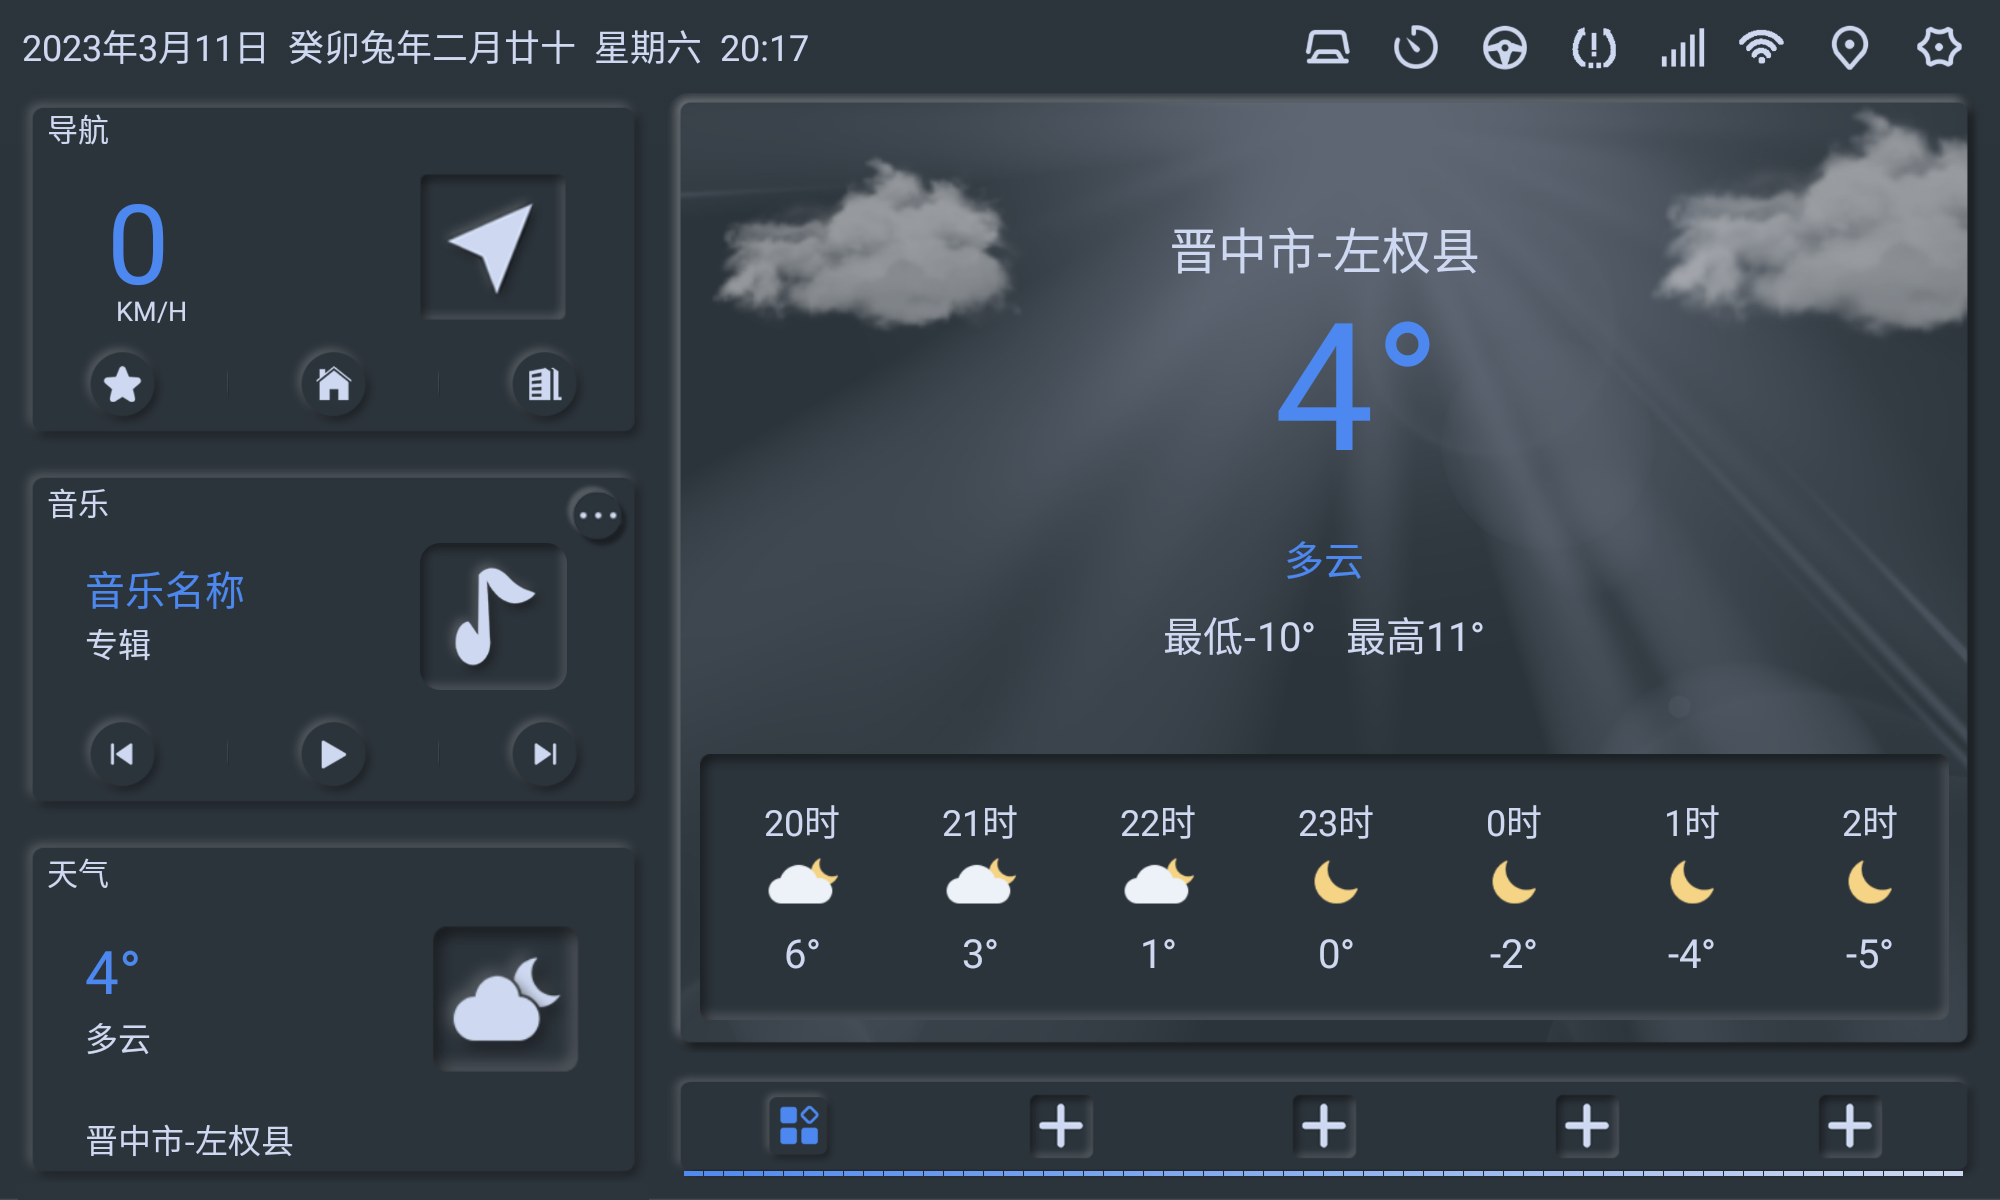 2023年3月11日 癸卯兔年二月廿十 星期六 20:17
导航
0
KM/H
音乐
音乐名称
专辑
天气
4°
多云
晋中市-左权县
晋中市-左权县
4°
多云
最低-10° 最高11°
20时 21时 22时 23时 0时 1时 2时
6° 3° 1° 0° -2° -4° -5°